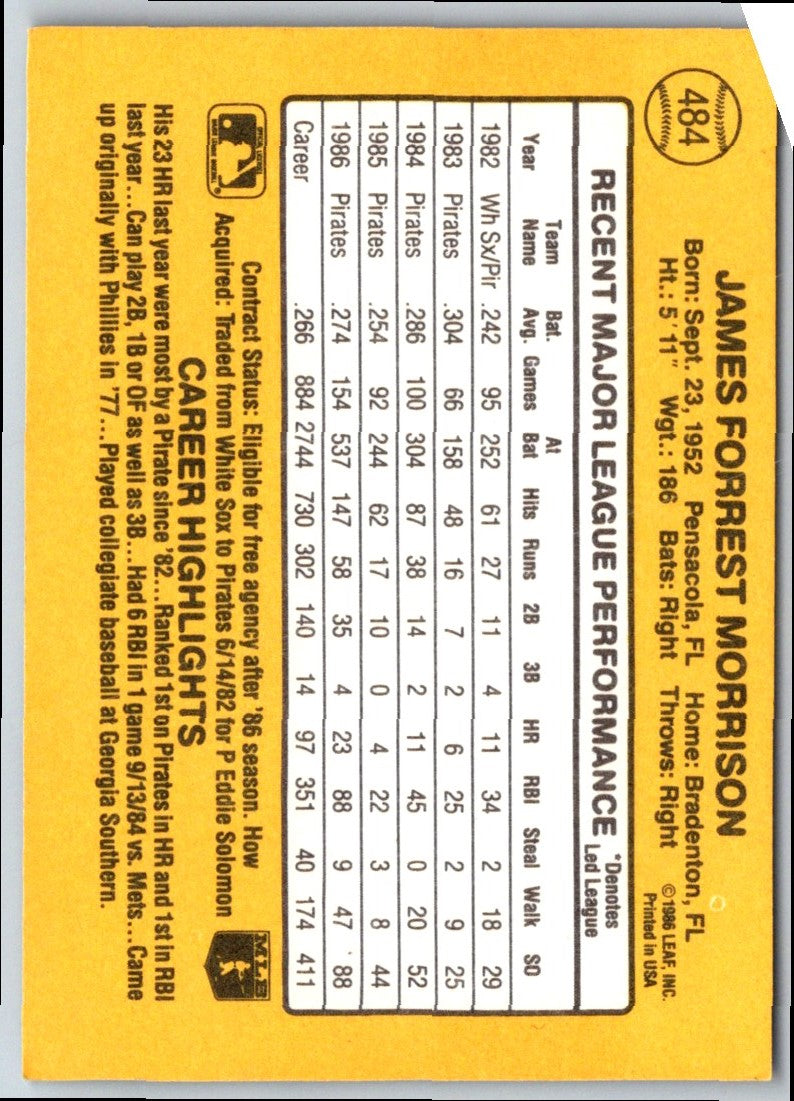 484
JAMES FORREST MORRISON
Born: Sept. 23, 1952 Pensacola, FL Home: Bradenton, FL
Ht.: 5'11" Wgt.: 186 Bats: Right Throws: Right
©1986 LEAF, INC.
Printed in USA
RECENT MAJOR LEAGUE PERFORMANCE *Denotes Led League
Year Team Name Bat. Avg. Games At Bat Hits Runs 2B 3B HR RBI Steal Walk SO
1982 Wh Sx/Pir .242 95 252 61 27 11 4 11 34 2 18 29
1983 Pirates .304 66 158 48 16 7 2 6 25 2 9 25
1984 Pirates .286 100 304 87 38 14 2 11 45 0 20 52
1985 Pirates .254 92 244 62 17 10 0 4 22 3 8 44
1986 Pirates .274 154 537 147 58 35 4 23 88 9 47 88
Career .266 884 2744 730 302 140 14 97 351 40 174 411
Contract Status: Eligible for free agency after '86 season. How
Acquired: Traded from White Sox to Pirates 6/14/82 for P Eddie Solomon
MLB
CAREER HIGHLIGHTS
His 23 HR last year were most by a Pirate since '82...Ranked 1st on Pirates in HR and 1st in RBI
last year...Can play 2B, 1B or OF as well as 3B...Had 6 RBI in 1 game 9/13/84 vs. Mets...Came
up originally with Phillies in '77...Played collegiate baseball at Georgia Southern.